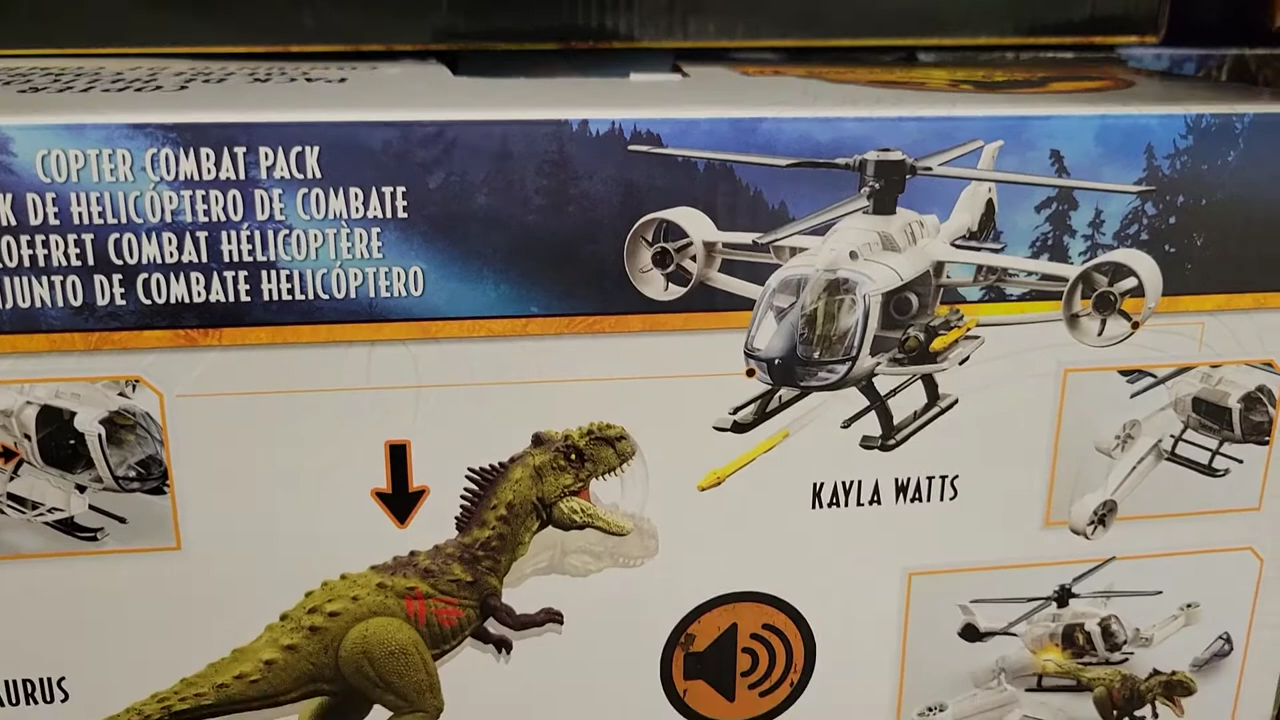 COPTER COMBAT PACK
K DE HELICÓPTERO DE COMBATE
OFFRET COMBAT HÉLICOPTÈRE
JUNTO DE COMBATE HELICÓPTERO
KAYLA WATTS
AURUS